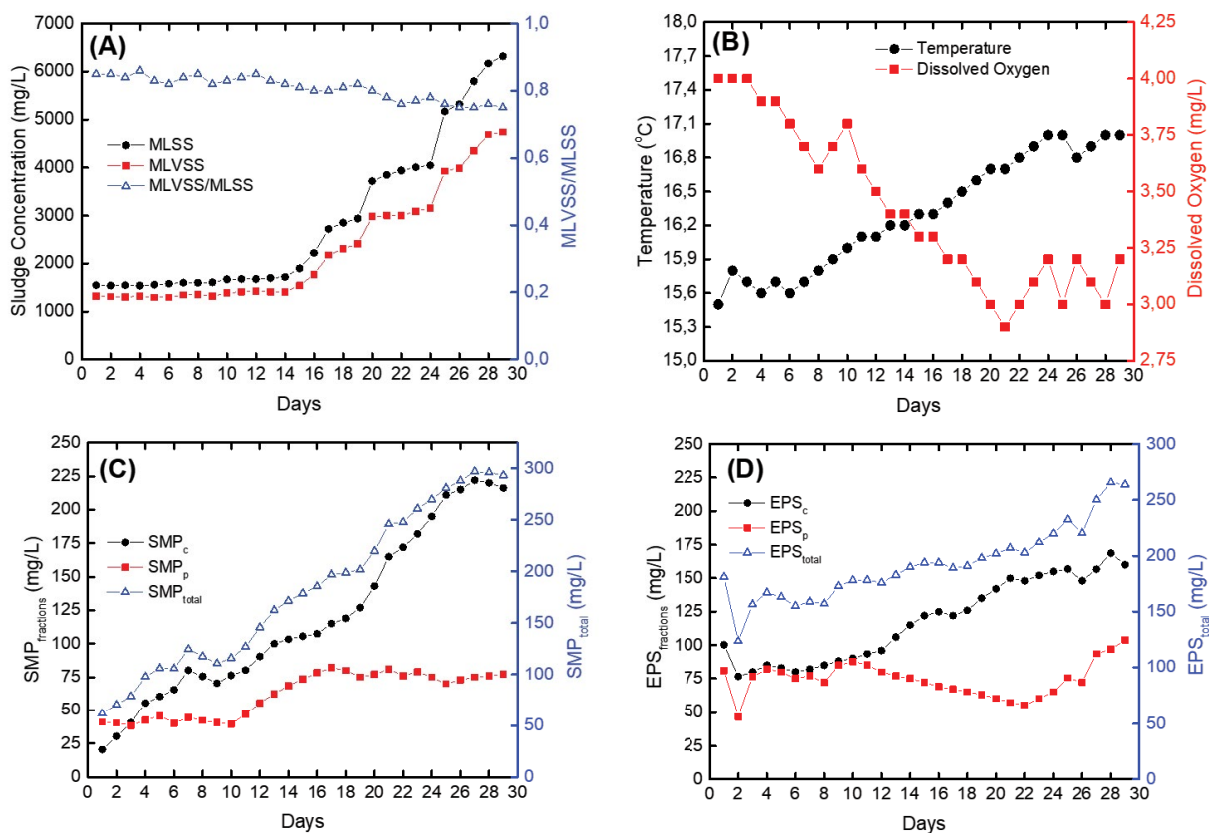 (A)
Sludge Concentration (mg/L)
7000
6000
5000
4000
3000
2000
1000
0
MLSS
MLVSS
MLVSS/MLSS
1,0
0,8
0,6
0,4
0,2
0,0
MLVSS/MLSS
0 2 4 6 8 10 12 14 16 18 20 22 24 26 28 30
Days
(B)
Temperature (°C)
18,0
17,7
17,4
17,1
16,8
16,5
16,2
15,9
15,6
15,3
15,0
Temperature
Dissolved Oxygen
4,25
4,00
3,75
3,50
3,25
3,00
2,75
Dissolved Oxygen (mg/L)
0 2 4 6 8 10 12 14 16 18 20 22 24 26 28 30
Days
(C)
SMPfractions (mg/L)
250
225
200
175
150
125
100
75
50
25
0
SMPc
SMPp
SMPtotal
300
250
200
150
100
50
0
SMPtotal (mg/L)
0 2 4 6 8 10 12 14 16 18 20 22 24 26 28 30
Days
(D)
EPSfractions (mg/L)
250
225
200
175
150
125
100
75
50
25
0
EPSc
EPSp
EPStotal
300
250
200
150
100
50
0
EPStotal (mg/L)
0 2 4 6 8 10 12 14 16 18 20 22 24 26 28 30
Days